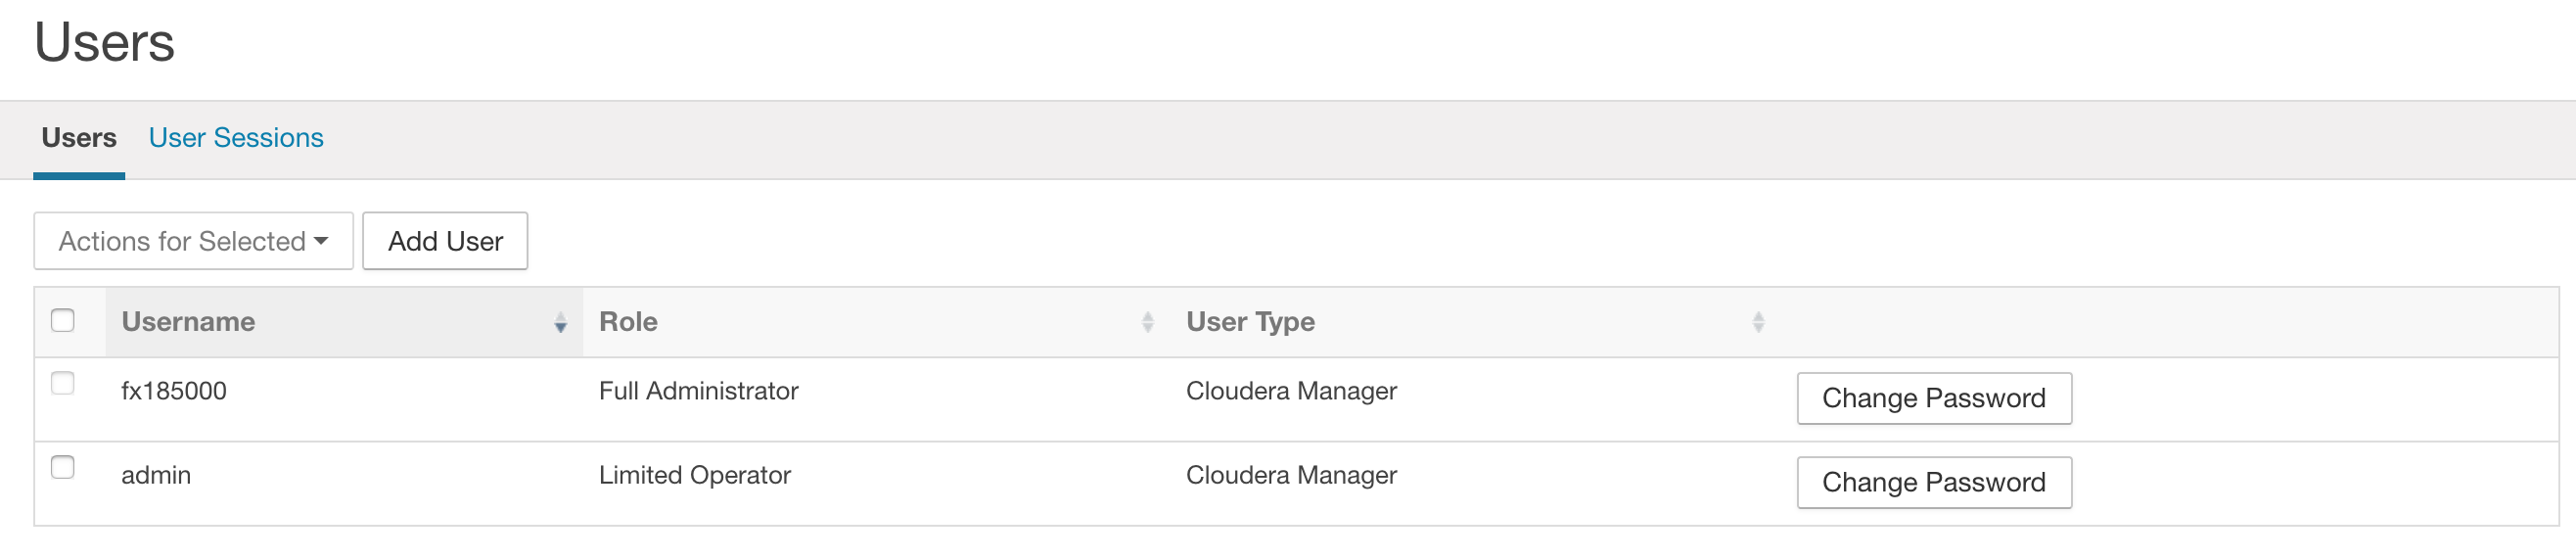 Users
Users User Sessions
Actions for Selected Add User
Username Role User Type
fx185000 Full Administrator Cloudera Manager Change Password
admin Limited Operator Cloudera Manager Change Password